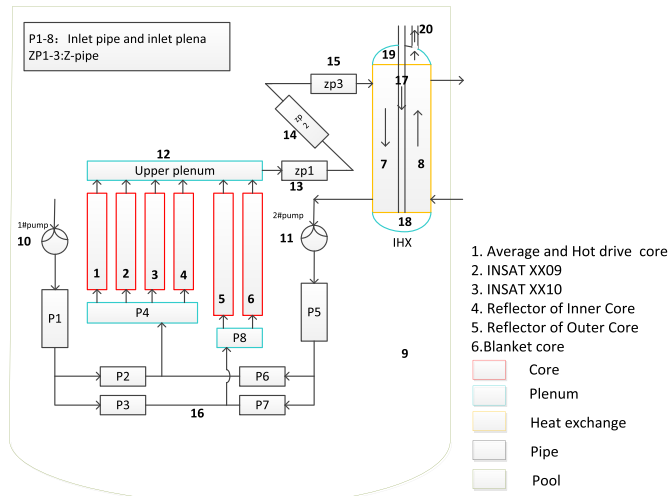 P1-8: Inlet pipe and inlet plena
ZP1-3:Z-pipe
20
19
15
zp3
17
zp 2
14
12
Upper plenum
zp1
13
7
8
1#pump
10
2#pump
11
18
IHX
1
2
3
4
5
6
P1
P4
P5
P8
9
P2
P6
P3
16
P7
1. Average and Hot drive core
2. INSAT XX09
3. INSAT XX10
4. Reflector of Inner Core
5. Reflector of Outer Core
6.Blanket core
Core
Plenum
Heat exchange
Pipe
Pool